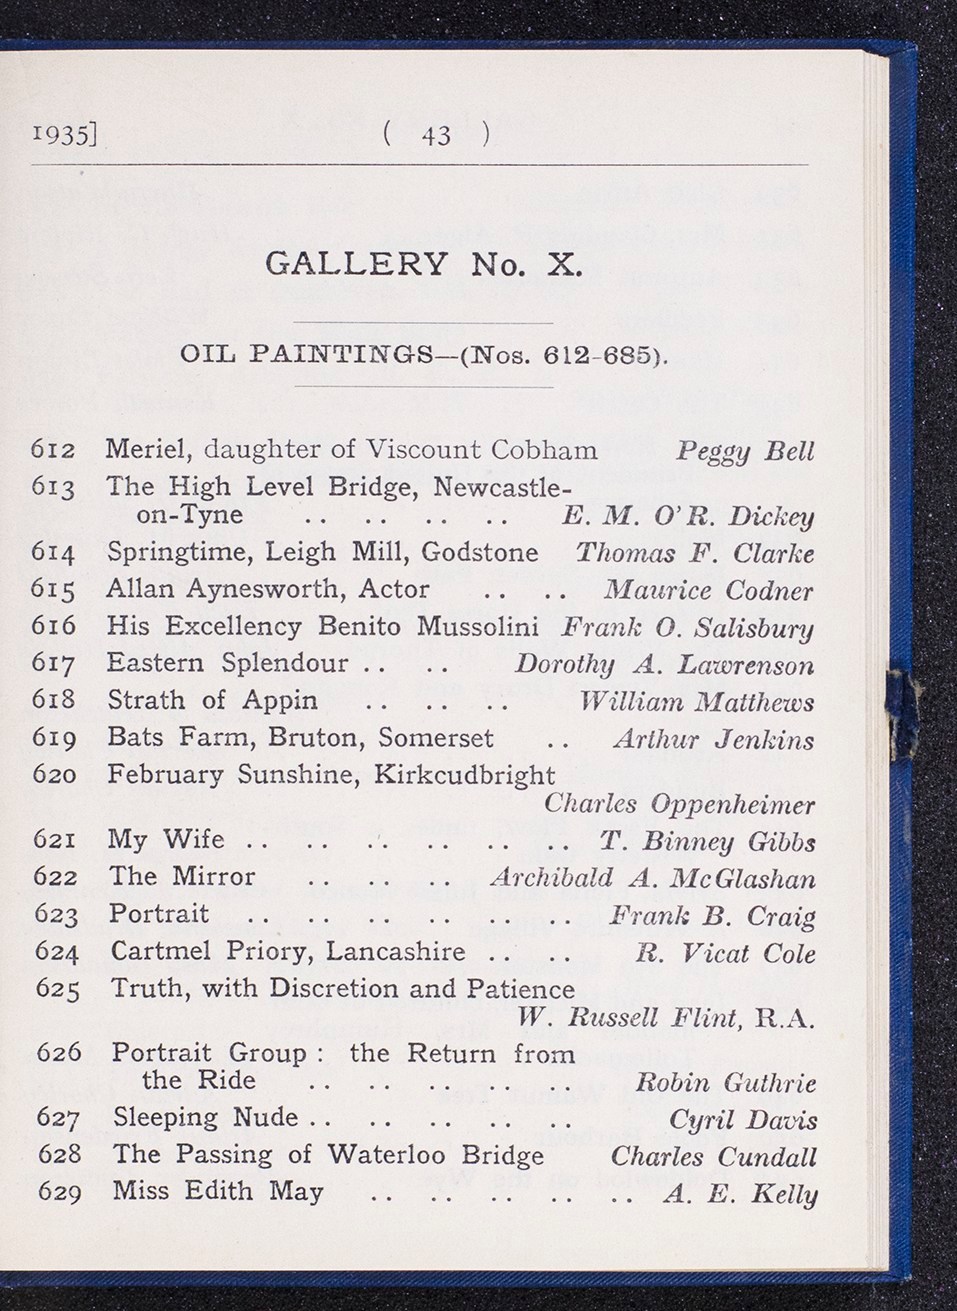 1935] ( 43 )
GALLERY No. X.
OIL PAINTINGS—(Nos. 612-685).
612 Meriel, daughter of Viscount Cobham Peggy Bell
613 The High Level Bridge, Newcastle-
on-Tyne .. .. .. .. E. M. O'R. Dickey
614 Springtime, Leigh Mill, Godstone Thomas F. Clarke
615 Allan Aynesworth, Actor .. .. Maurice Codner
616 His Excellency Benito Mussolini Frank O. Salisbury
617 Eastern Splendour .. .. Dorothy A. Lawrenson
618 Strath of Appin .. .. .. William Matthews
619 Bats Farm, Bruton, Somerset .. Arthur Jenkins
620 February Sunshine, Kirkcudbright
Charles Oppenheimer
621 My Wife .. .. .. .. .. .. T. Binney Gibbs
622 The Mirror .. .. .. Archibald A. McGlashan
623 Portrait .. .. .. .. .. .. Frank B. Craig
624 Cartmel Priory, Lancashire .. .. R. Vicat Cole
625 Truth, with Discretion and Patience
W. Russell Flint, R.A.
626 Portrait Group : the Return from
the Ride .. .. .. .. .. Robin Guthrie
627 Sleeping Nude .. .. .. .. .. Cyril Davis
628 The Passing of Waterloo Bridge Charles Cundall
629 Miss Edith May .. .. .. .. .. A. E. Kelly